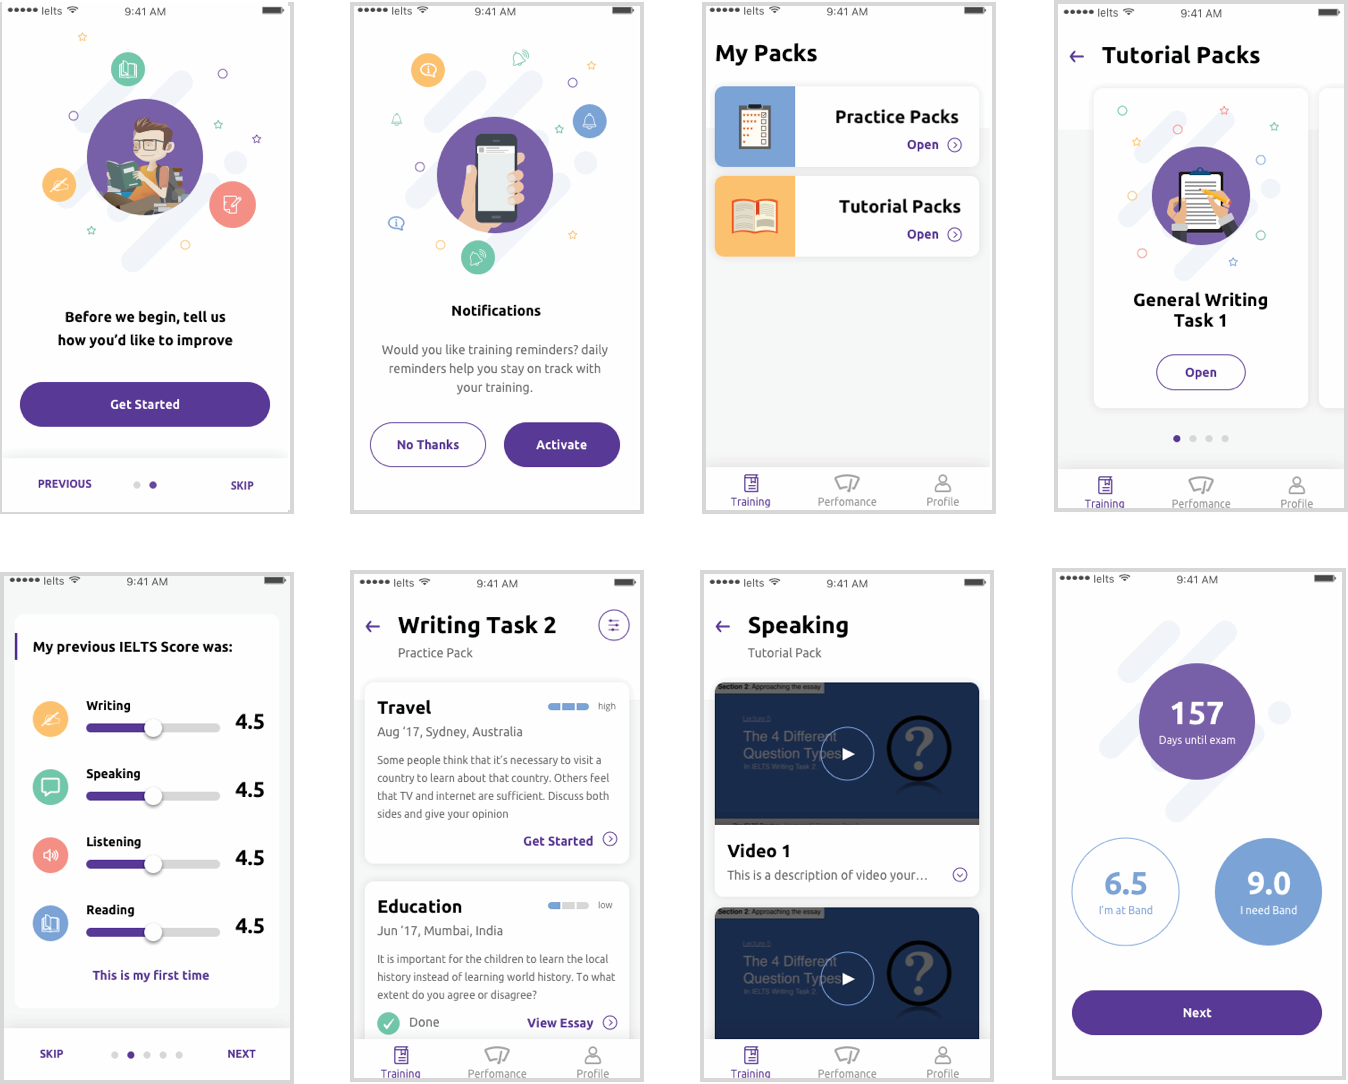 Ielts 9:41 AM
Before we begin, tell us
how you'd like to improve
Get Started
PREVIOUS SKIP
Ielts 9:41 AM
Notifications
Would you like training reminders? daily
reminders help you stay on track with
your training.
No Thanks Activate
Ielts 9:41 AM
My Packs
Practice Packs
Open
Tutorial Packs
Open
Training Perfomance Profile
Ielts 9:41 AM
Tutorial Packs
General Writing
Task 1
Open
Training Perfomance Profile
Ielts 9:41 AM
My previous IELTS Score was:
Writing
4.5
Speaking
4.5
Listening
4.5
Reading
4.5
This is my first time
SKIP NEXT
Ielts 9:41 AM
Writing Task 2
Practice Pack
Travel high
Aug '17, Sydney, Australia
Some people think that it's necessary to visit a
country to learn about that country. Others feel
that TV and internet are sufficient. Discuss both
sides and give your opinion
Get Started
Education low
Jun '17, Mumbai, India
It is important for the children to learn the local
history instead of learning world history. To what
extent do you agree or disagree?
Done View Essay
Training Perfomance Profile
Ielts 9:41 AM
Speaking
Tutorial Pack
Section 2: Approaching the essay
Lecture 5
The 4 Different
Question Types
In IELTS Writing Task 2
?
Video 1
This is a description of video your...
Section 2: Approaching the essay
Lecture 5
The 4 Different
Question Types
In IELTS Writing Task 2
?
Training Perfomance Profile
Ielts 9:41 AM
157
Days until exam
6.5
I'm at Band
9.0
I need Band
Next